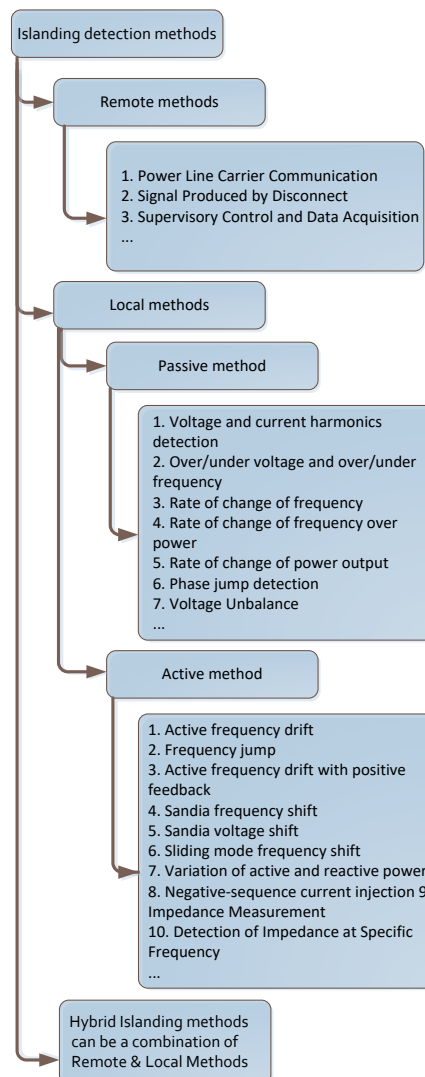 Islanding detection methods
Remote methods
1. Power Line Carrier Communication
2. Signal Produced by Disconnect
3. Supervisory Control and Data Acquisition
...
Local methods
Passive method
1. Voltage and current harmonics
detection
2. Over/under voltage and over/under
frequency
3. Rate of change of frequency
4. Rate of change of frequency over
power
5. Rate of change of power output
6. Phase jump detection
7. Voltage Unbalance
...
Active method
1. Active frequency drift
2. Frequency jump
3. Active frequency drift with positive
feedback
4. Sandia frequency shift
5. Sandia voltage shift
6. Sliding mode frequency shift
7. Variation of active and reactive power
8. Negative-sequence current injection 9
Impedance Measurement
10. Detection of Impedance at Specific
Frequency
...
Hybrid Islanding methods
can be a combination of
Remote & Local Methods